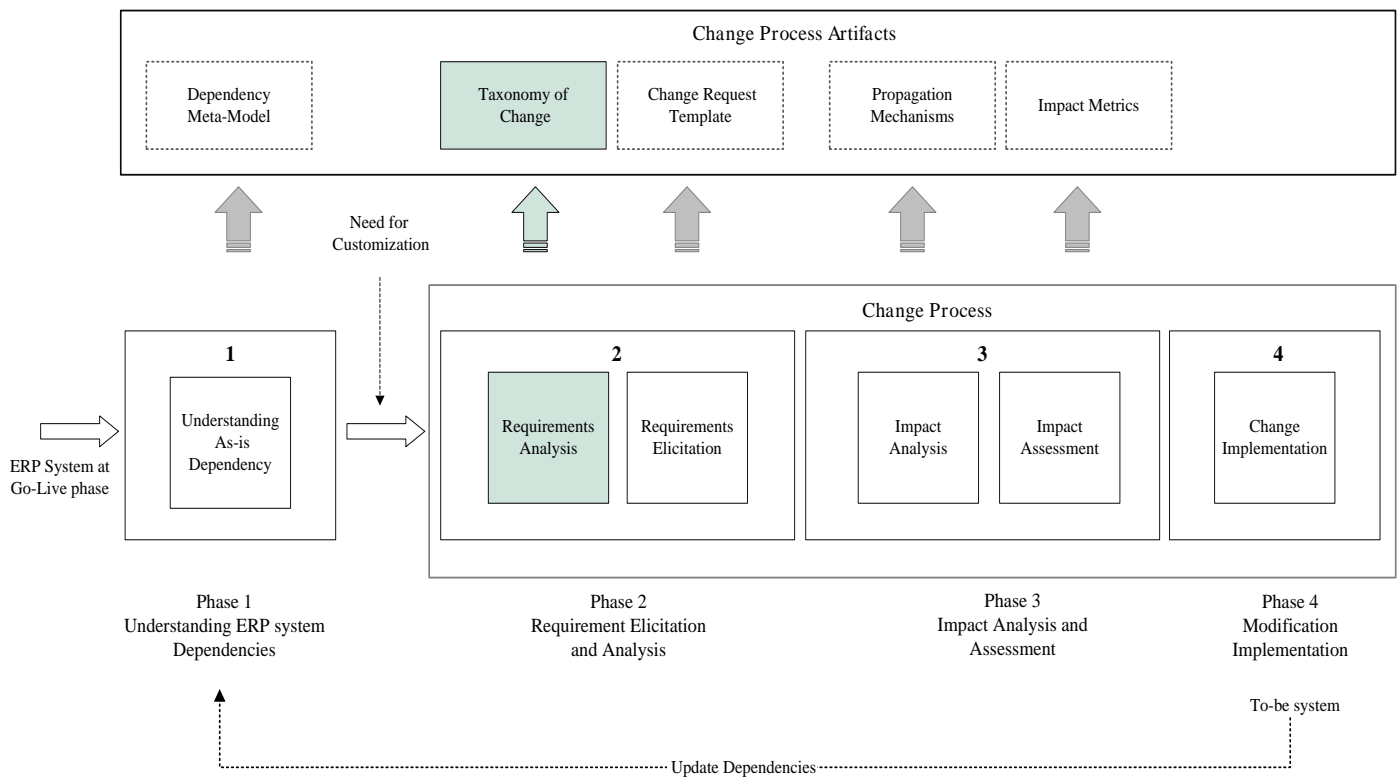 Change Process Artifacts
Dependency
Meta-Model
Taxonomy of
Change
Change Request
Template
Propagation
Mechanisms
Impact Metrics
Need for
Customization
Change Process
1
2
3
4
Understanding
As-is
Dependency
Requirements
Analysis
Requirements
Elicitation
Impact
Analysis
Impact
Assessment
Change
Implementation
ERP System at
Go-Live phase
Phase 1
Understanding ERP system
Dependencies
Phase 2
Requirement Elicitation
and Analysis
Phase 3
Impact Analysis and
Assessment
Phase 4
Modification
Implementation
To-be system
Update Dependencies